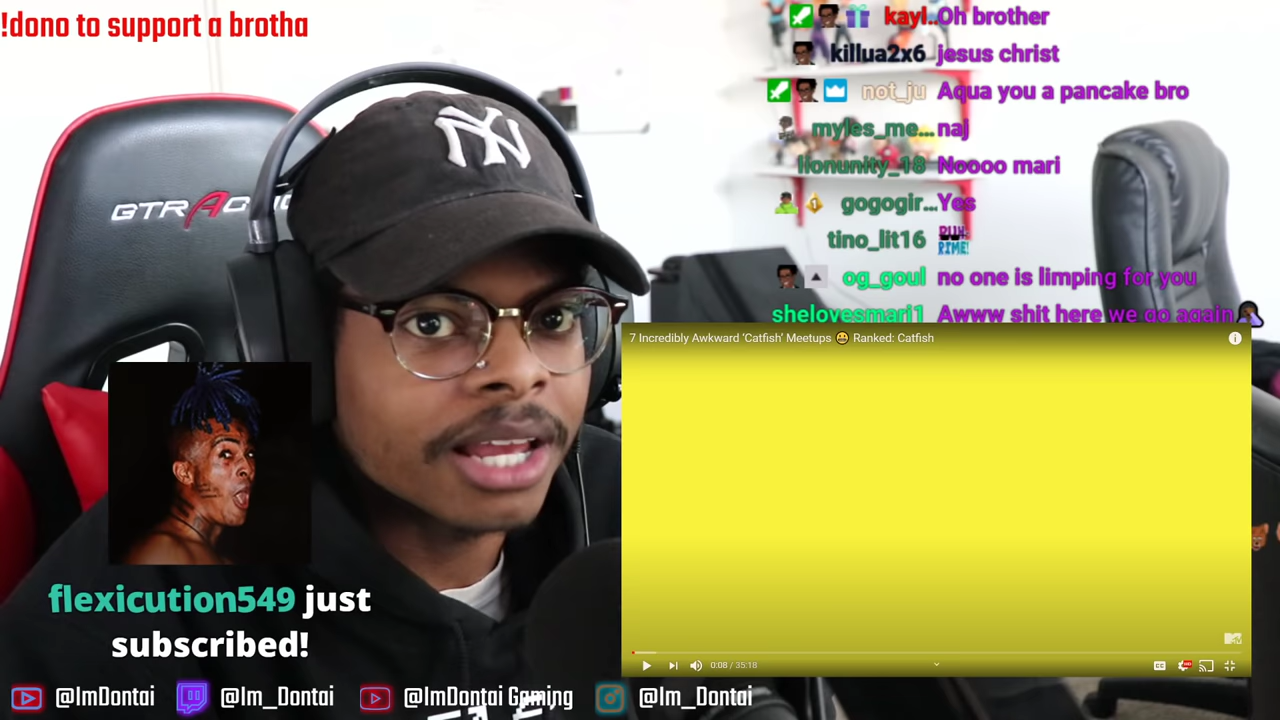 !dono to support a brotha
kayl..Oh brother
killua2x6 jesus christ
not_ju Aqua you a pancake bro
myles_me... naj
lionunity_18 Noooo mari
gogogir... Yes
tino_lit16
og_goul no one is limping for you
shelovesmari1 Awww shit here we go again
GTRACING
NY
7 Incredibly Awkward 'Catfish' Meetups 😃 Ranked: Catfish
0:08 / 35:18
flexicution549 just
subscribed!
@ImDontai @Im_Dontai @ImDontai Gaming @Im_Dontai